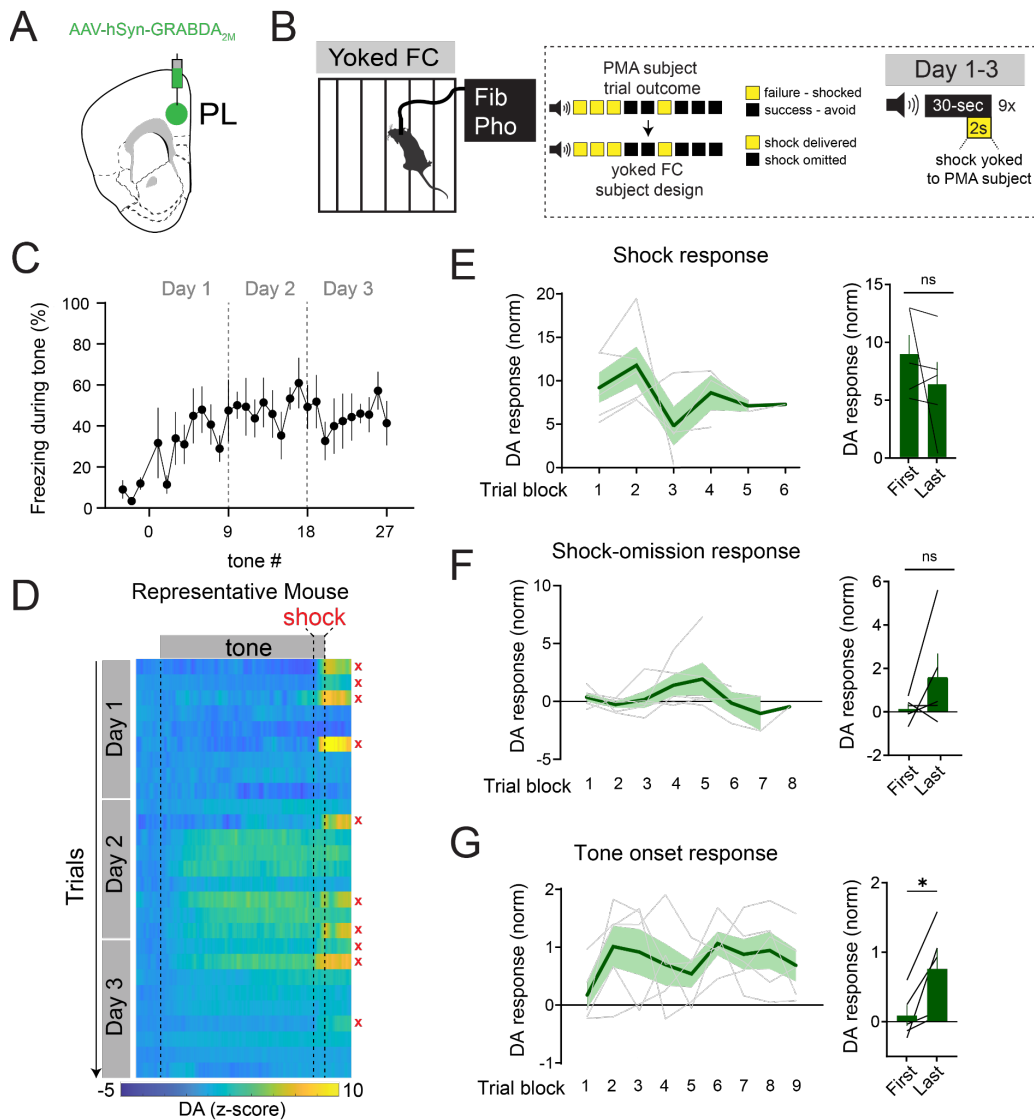 A
AAV-hSyn-GRABDA2M
PL
B
Yoked FC
Fib
Pho
PMA subject
trial outcome
yoked FC
subject design
failure - shocked
success - avoid
shock delivered
shock omitted
Day 1-3
30-sec
9x
2s
shock yoked
to PMA subject
C
Day 1
Day 2
Day 3
Freezing during tone (%)
100
80
60
40
20
0
0
9
18
27
tone #
D
Representative Mouse
shock
tone
Trials
Day 1
Day 2
Day 3
x
x
x
x
x
x
x
x
x
x
-5
10
DA (z-score)
E
Shock response
DA response (norm)
20
15
10
5
0
Trial block
1 2 3 4 5 6
ns
DA response (norm)
15
10
5
0
First
Last
F
Shock-omission response
DA response (norm)
10
5
0
-5
Trial block
1 2 3 4 5 6 7 8
ns
DA response (norm)
6
4
2
0
-2
First
Last
G
Tone onset response
DA response (norm)
2
1
0
-1
Trial block
1 2 3 4 5 6 7 8 9
*
DA response (norm)
2
1
0
First
Last